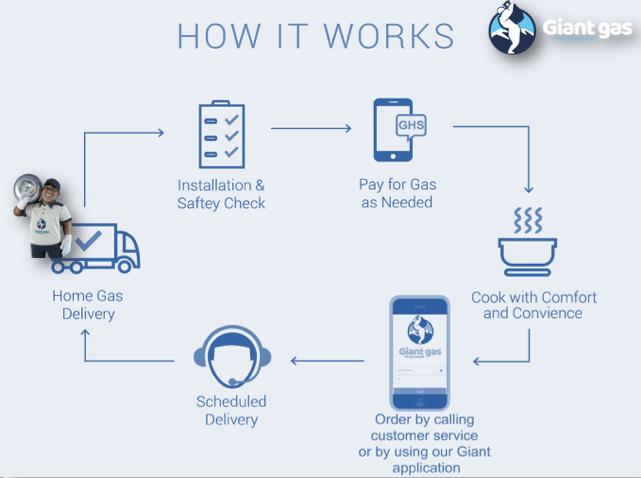 HOW IT WORKS
Giant gas
Installation &
Saftey Check
GHS
Pay for Gas
as Needed
Home Gas
Delivery
Cook with Comfort
and Convience
Giant gas
Scheduled
Delivery
Order by calling
customer service
or by using our Giant
application